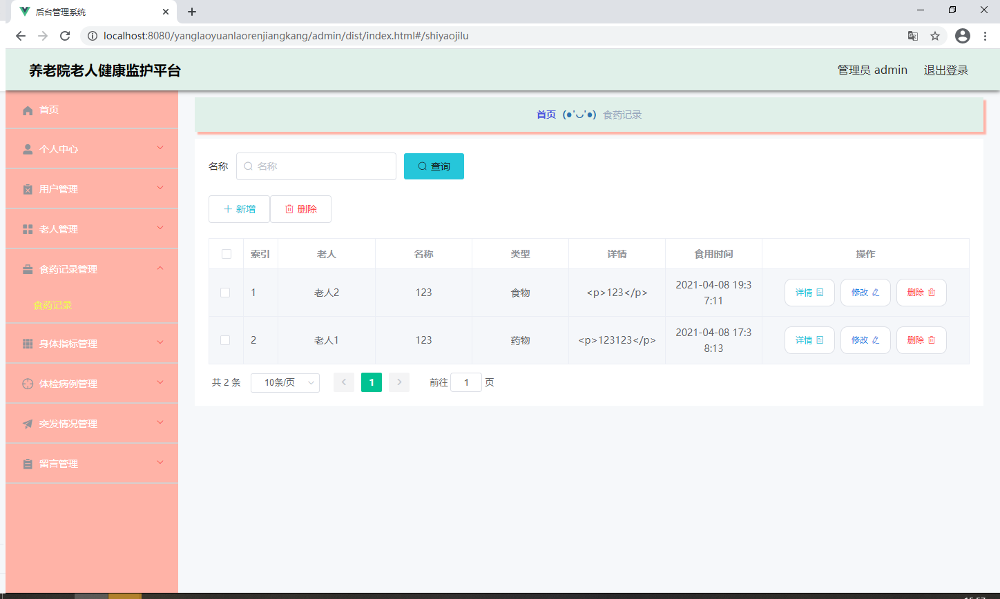 后台管理系统
localhost:8080/yanglaoyuanlaorenjiangkang/admin/dist/index.html#/shiyaojilu
养老院老人健康监护平台
管理员 admin 退出登录
首页
个人中心
用户管理
老人管理
食药记录管理
食药记录
身体指标管理
体检病例管理
突发情况管理
留言管理
首页 (●'◡'●) 食药记录
名称 名称 查询
新增 删除
索引 老人 名称 类型 详情 食用时间 操作
1 老人2 123 食物 <p>123</p> 2021-04-08 19:3
7:11 详情 修改 删除
2 老人1 123 药物 <p>123123</p> 2021-04-08 17:3
8:13 详情 修改 删除
共 2 条 10条/页 1 前往 1 页